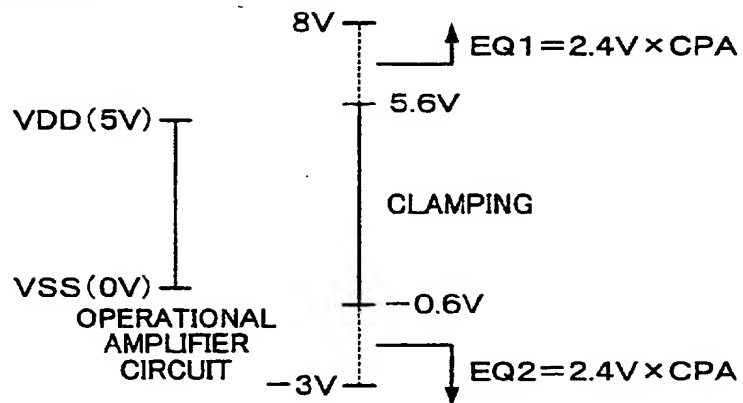 8V
EQ1=2.4V×CPA
5.6V
VDD(5V)
CLAMPING
VSS(0V)
-0.6V
OPERATIONAL
AMPLIFIER
CIRCUIT
-3V
EQ2=2.4V×CPA